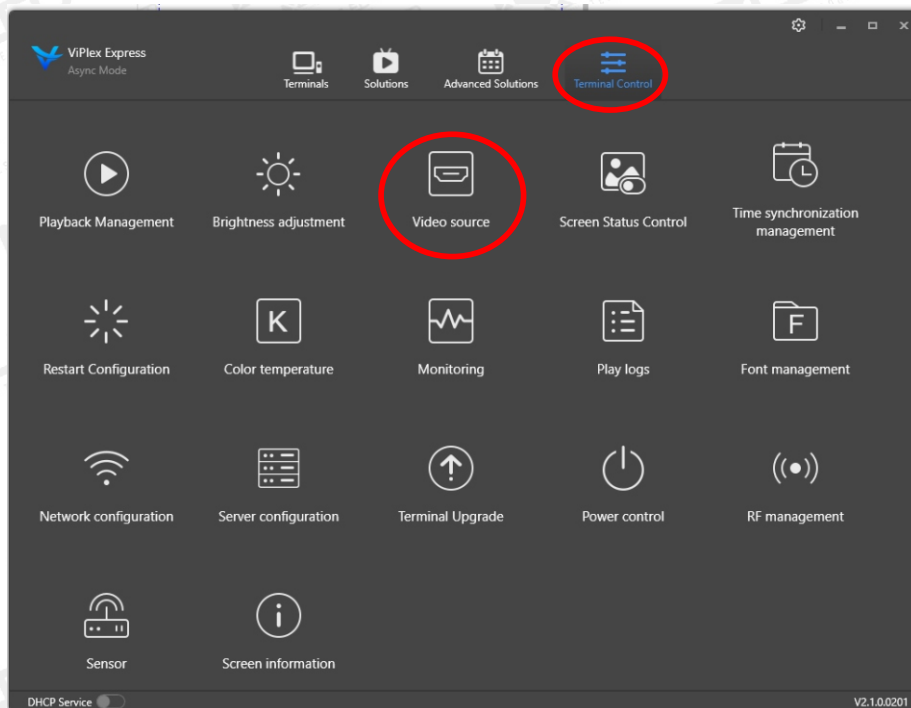 ViPlex Express
Async Mode
Terminals
Solutions
Advanced Solutions
Terminal Control
Playback Management
Brightness adjustment
Video source
Screen Status Control
Time synchronization
management
Restart Configuration
K
Color temperature
Monitoring
Play logs
F
Font management
Network configuration
Server configuration
Terminal Upgrade
Power control
RF management
Sensor
Screen information
DHCP Service
V2.1.0.0201